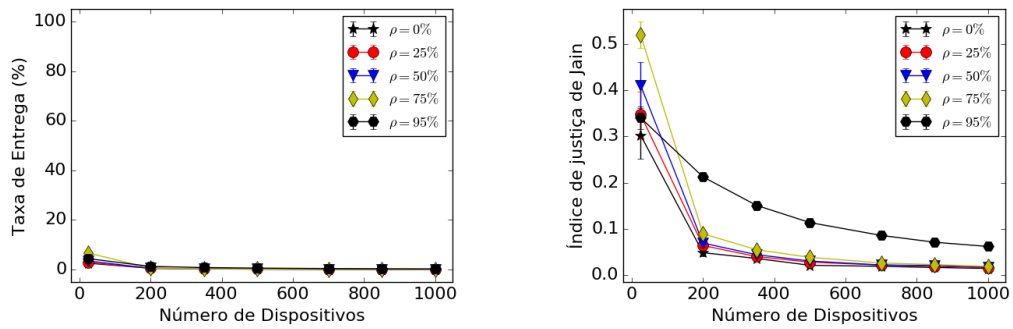 Taxa de Entrega (%)
100
80
60
40
20
0
0 200 400 600 800 1000
Número de Dispositivos
ρ = 0%
ρ = 25%
ρ = 50%
ρ = 75%
ρ = 95%
Índice de justiça de Jain
0.5
0.4
0.3
0.2
0.1
0.0
0 200 400 600 800 1000
Número de Dispositivos
ρ = 0%
ρ = 25%
ρ = 50%
ρ = 75%
ρ = 95%